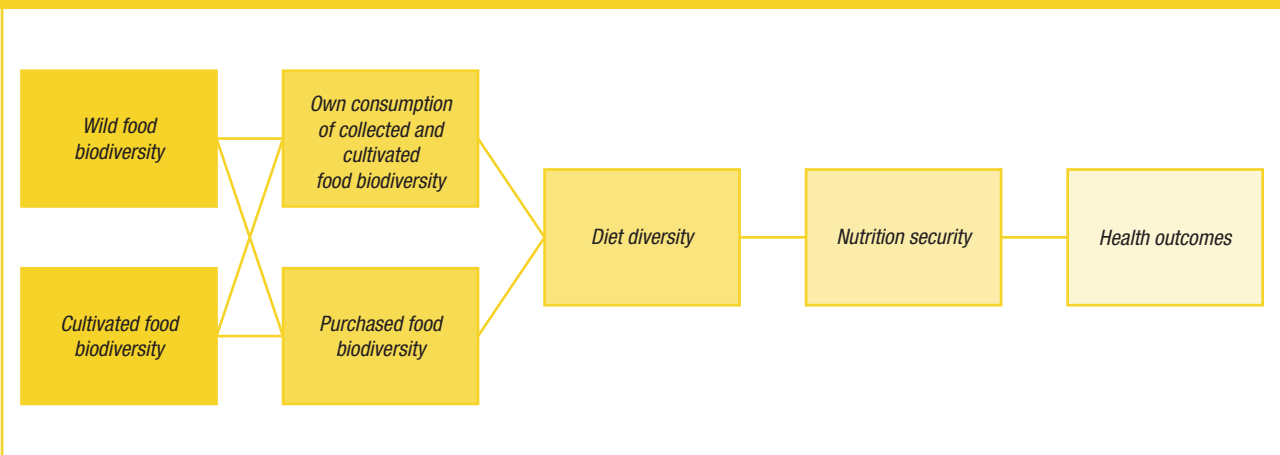 Wild food
biodiversity
Own consumption
of collected and
cultivated
food biodiversity
Cultivated food
biodiversity
Purchased food
biodiversity
Diet diversity
Nutrition security
Health outcomes